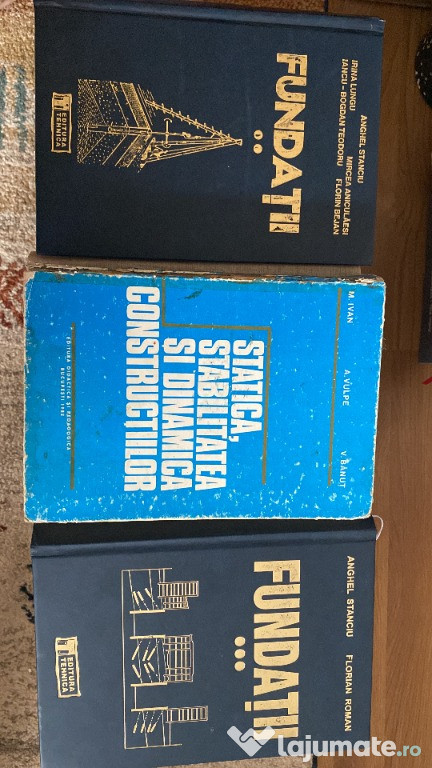 ANGHEL STANCIU
IRINA LUNGU
MIRCEA ANICULĂESI
IANCU-BOGDAN TEODORU
FLORIN BEJAN
FUNDAȚII
••
EDITURA
TEHNICA
M. IVAN
A. VULPE
V. BĂNUȚ
STATICA,
STABILITATEA
ȘI DINAMICA
CONSTRUCȚIILOR
EDITURA DIDACTICĂ ȘI PEDAGOGICĂ
BUCUREȘTI
ANGHEL STANCIU
FLORIAN ROMAN
FUNDAȚII
•••
EDITURA
TEHNICA
lajumate.ro